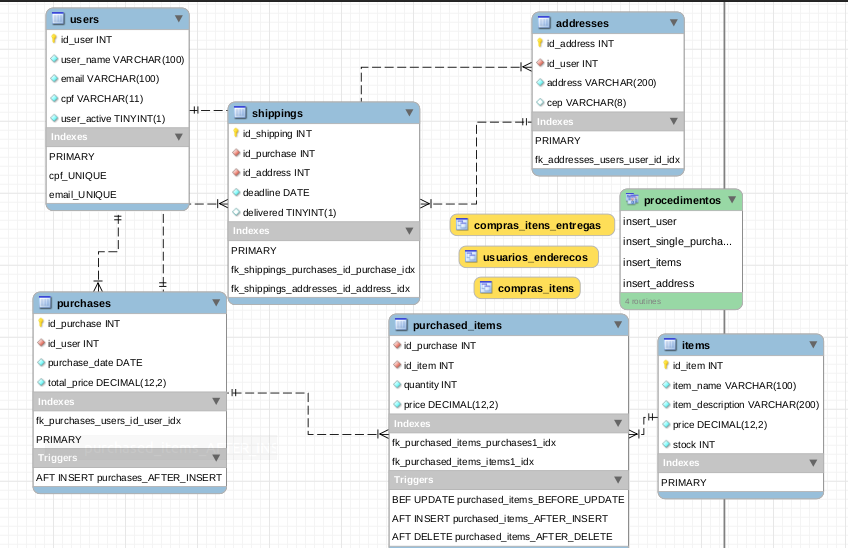 users
id_user INT
user_name VARCHAR(100)
email VARCHAR(100)
cpf VARCHAR(11)
user_active TINYINT(1)
Indexes
PRIMARY
cpf_UNIQUE
email_UNIQUE
addresses
id_address INT
id_user INT
address VARCHAR(200)
cep VARCHAR(8)
Indexes
PRIMARY
fk_addresses_users_user_id_idx
shippings
id_shipping INT
id_purchase INT
id_address INT
deadline DATE
delivered TINYINT(1)
Indexes
PRIMARY
fk_shippings_purchases_id_purchase_idx
fk_shippings_addresses_id_address_idx
compras_itens_entregas
usuarios_enderecos
compras_itens
procedimentos
insert_user
insert_single_purcha...
insert_items
insert_address
4 routines
purchases
id_purchase INT
id_user INT
purchase_date DATE
total_price DECIMAL(12,2)
Indexes
fk_purchases_users_id_user_idx
PRIMARY
Triggers
AFT INSERT purchases_AFTER_INSERT
purchased_items
id_purchase INT
id_item INT
quantity INT
price DECIMAL(12,2)
Indexes
fk_purchased_items_purchases1_idx
fk_purchased_items_items1_idx
Triggers
BEF UPDATE purchased_items_BEFORE_UPDATE
AFT INSERT purchased_items_AFTER_INSERT
AFT DELETE purchased_items_AFTER_DELETE
items
id_item INT
item_name VARCHAR(100)
item_description VARCHAR(200)
price DECIMAL(12,2)
stock INT
Indexes
PRIMARY